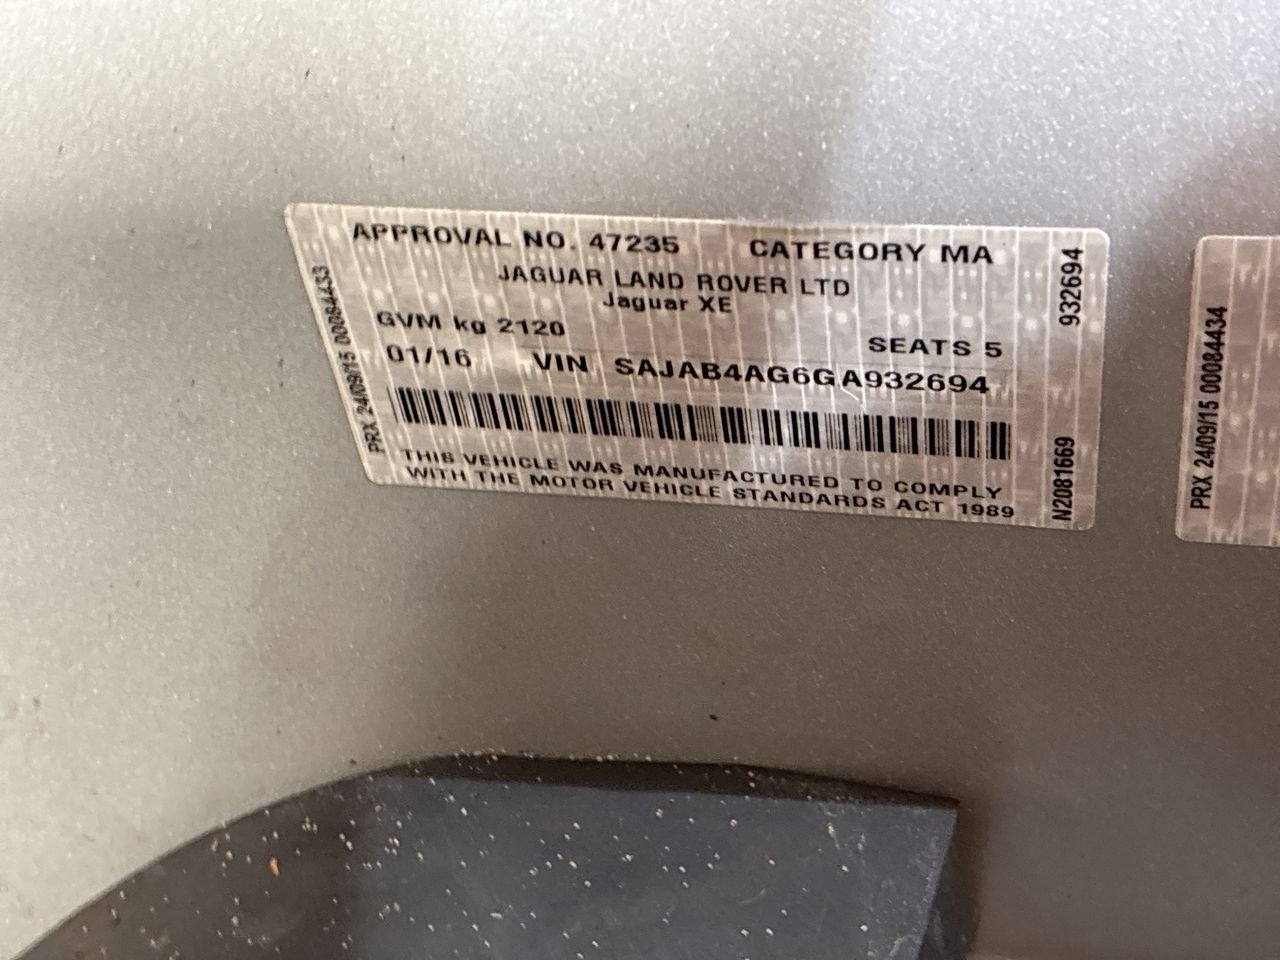 APPROVAL NO. 47235 CATEGORY MA
JAGUAR LAND ROVER LTD
Jaguar XE
GVM kg 2120 SEATS 5
01/16 VIN SAJAB4AG6GA932694
THIS VEHICLE WAS MANUFACTURED TO COMPLY
WITH THE MOTOR VEHICLE STANDARDS ACT 1989
PRX 24/09/15 00084433
932694
N2081669
PRX 24/09/15 00084434